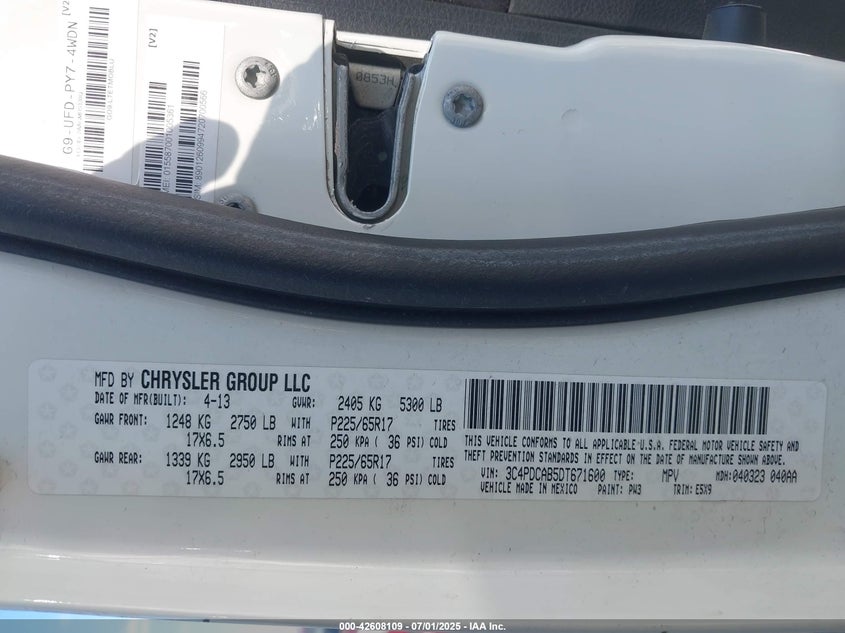 G9-UFD-PY7-4WDN
[V2]
[V2]
0853H
MFD BY CHRYSLER GROUP LLC
DATE OF MFR(BUILT): 4-13 GVWR: 2405 KG 5300 LB
GAWR FRONT: 1248 KG 2750 LB WITH P225/65R17 TIRES
17X6.5 RIMS AT 250 KPA ( 36 PSI) COLD
GAWR REAR: 1339 KG 2950 LB WITH P225/65R17 TIRES
17X6.5 RIMS AT 250 KPA ( 36 PSI) COLD
THIS VEHICLE CONFORMS TO ALL APPLICABLE U.S.A. FEDERAL MOTOR VEHICLE SAFETY AND
THEFT PREVENTION STANDARDS IN EFFECT ON THE DATE OF MANUFACTURE SHOWN ABOVE.
VIN: 3C4PDCAB5DT671600 TYPE: MPV MDH: 040323 040AA
VEHICLE MADE IN MEXICO PAINT: PW3 TRIM: E5X9
000-42608109 - 07/01/2025 - IAA Inc.